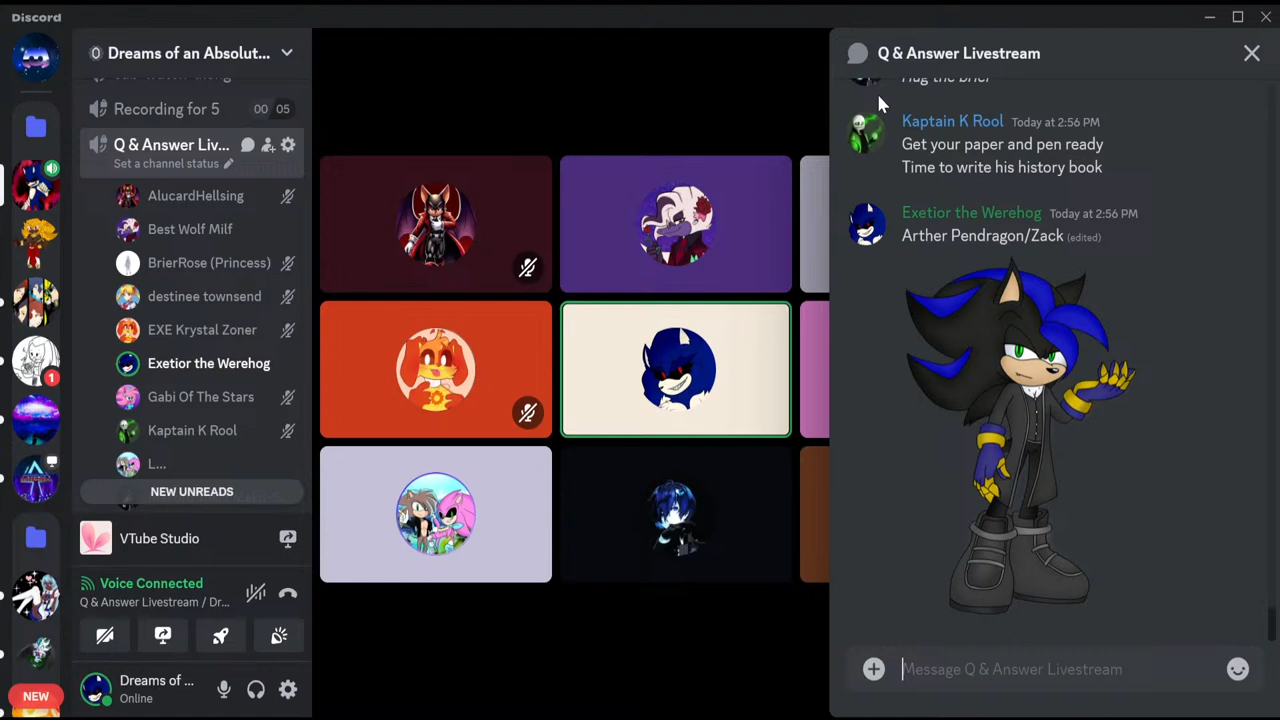 Discord
Dreams of an Absolut...
Recording for 5
00 05
Q & Answer Liv...
Set a channel status
AlucardHellsing
Best Wolf Milf
BrierRose (Princess)
destinee townsend
EXE Krystal Zoner
Exetior the Werehog
Gabi Of The Stars
Kaptain K Rool
L...
NEW UNREADS
VTube Studio
Voice Connected
Q & Answer Livestream / Dr...
Dreams of ...
Online
1
NEW
Q & Answer Livestream
Hug the brier
Kaptain K Rool Today at 2:56 PM
Get your paper and pen ready
Time to write his history book
Exetior the Werehog Today at 2:56 PM
Arther Pendragon/Zack (edited)
Message Q & Answer Livestream